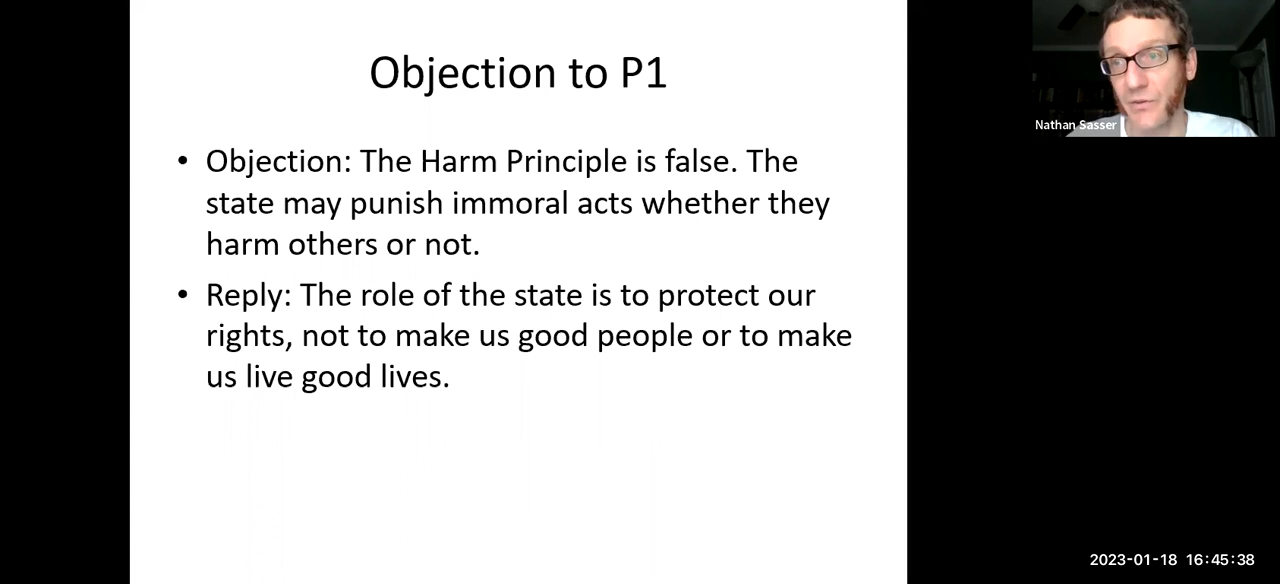 Objection to P1
• Objection: The Harm Principle is false. The
state may punish immoral acts whether they
harm others or not.
• Reply: The role of the state is to protect our
rights, not to make us good people or to make
us live good lives.
Nathan Sasser
2023-01-18 16:45:38